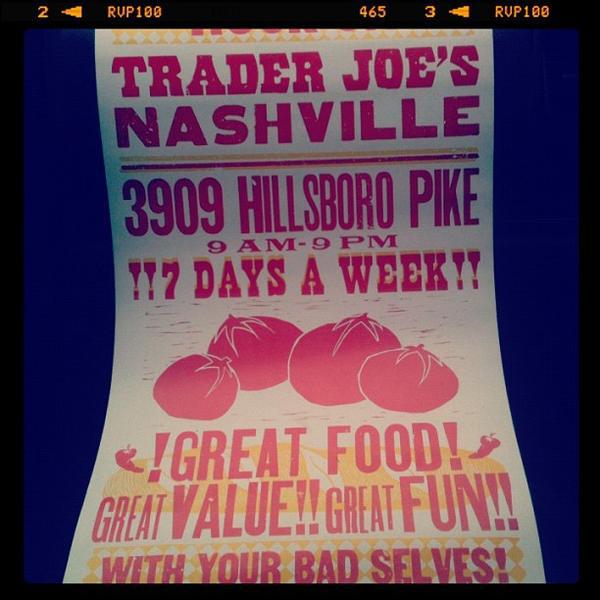 2 RVP100 465 3 RVP100
TRADER JOE'S
NASHVILLE
3909 HILLSBORO PIKE
9 AM-9 PM
!!7 DAYS A WEEK!!
!GREAT FOOD!
GREAT VALUE!! GREAT FUN!!
WITH YOUR BAD SELVES!